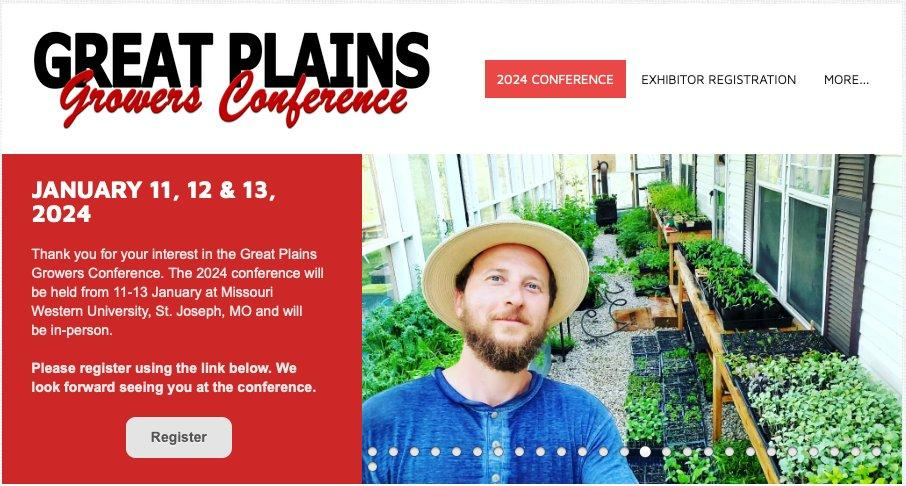 GREAT PLAINS
Growers Conference
2024 CONFERENCE
EXHIBITOR REGISTRATION
MORE...
JANUARY 11, 12 & 13,
2024
Thank you for your interest in the Great Plains
Growers Conference. The 2024 conference will
be held from 11-13 January at Missouri
Western University, St. Joseph, MO and will
be in-person.
Please register using the link below. We
look forward seeing you at the conference.
Register